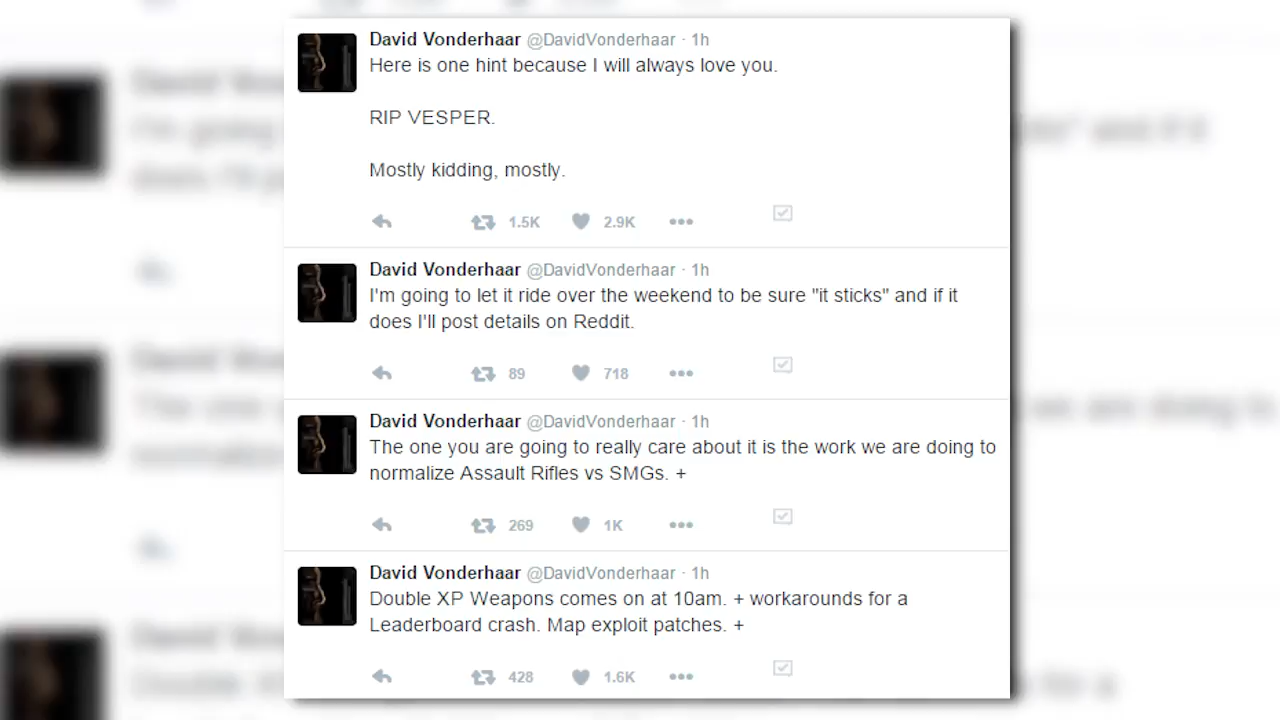 David Vonderhaar @DavidVonderhaar · 1h
Here is one hint because I will always love you.
RIP VESPER.
Mostly kidding, mostly.
1.5K 2.9K
David Vonderhaar @DavidVonderhaar · 1h
I'm going to let it ride over the weekend to be sure "it sticks" and if it
does I'll post details on Reddit.
89 718
David Vonderhaar @DavidVonderhaar · 1h
The one you are going to really care about it is the work we are doing to
normalize Assault Rifles vs SMGs. +
269 1K
David Vonderhaar @DavidVonderhaar · 1h
Double XP Weapons comes on at 10am. + workarounds for a
Leaderboard crash. Map exploit patches. +
428 1.6K